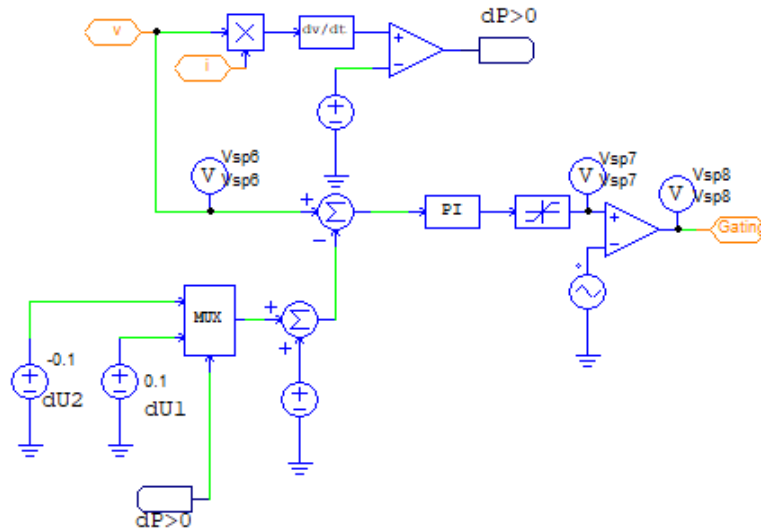 dP>0
v
dv/dt
i
Vsp6
V
Vsp6
Vsp7
V
Vsp7
Vsp8
V
Vsp8
PI
Gating
MUX
-0.1
dU2
0.1
dU1
dP>0